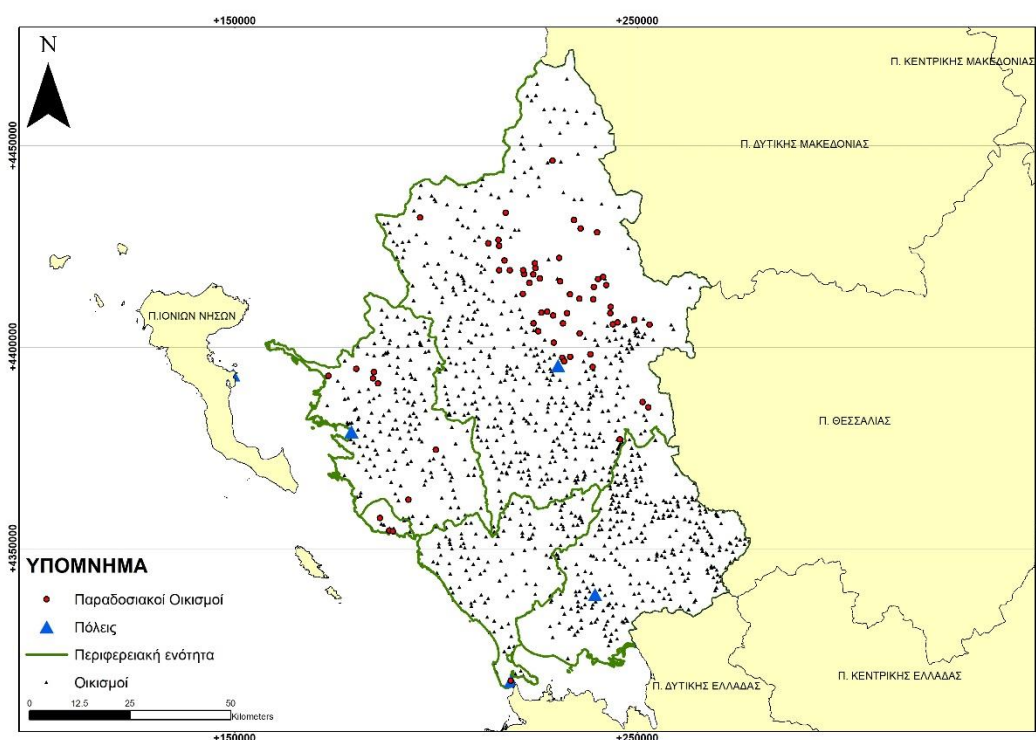 +150000 +250000
N
Π. ΚΕΝΤΡΙΚΗΣ ΜΑΚΕΔΟΝΙΑΣ
+4450000
Π. ΔΥΤΙΚΗΣ ΜΑΚΕΔΟΝΙΑΣ
Π.ΙΟΝΙΩΝ ΝΗΣΩΝ
+4400000
Π. ΘΕΣΣΑΛΙΑΣ
+4350000
ΥΠΟΜΝΗΜΑ
Παραδοσιακοί Οικισμοί
Πόλεις
Περιφερειακή ενότητα
Οικισμοί
0 12.5 25 50
Kilometers
Π. ΔΥΤΙΚΗΣ ΕΛΛΑΔΑΣ
Π. ΚΕΝΤΡΙΚΗΣ ΕΛΛΑΔΑΣ
+150000 +250000